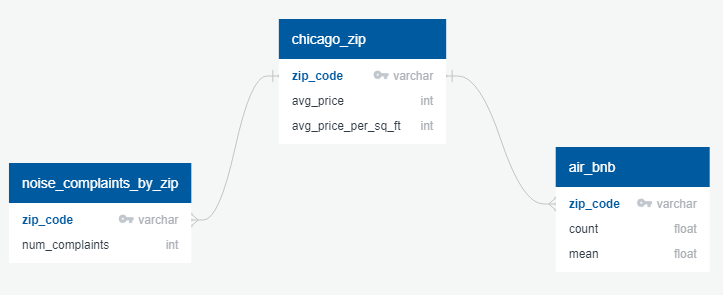 chicago_zip
zip_code varchar
avg_price int
avg_price_per_sq_ft int
noise_complaints_by_zip
zip_code varchar
num_complaints int
air_bnb
zip_code varchar
count float
mean float